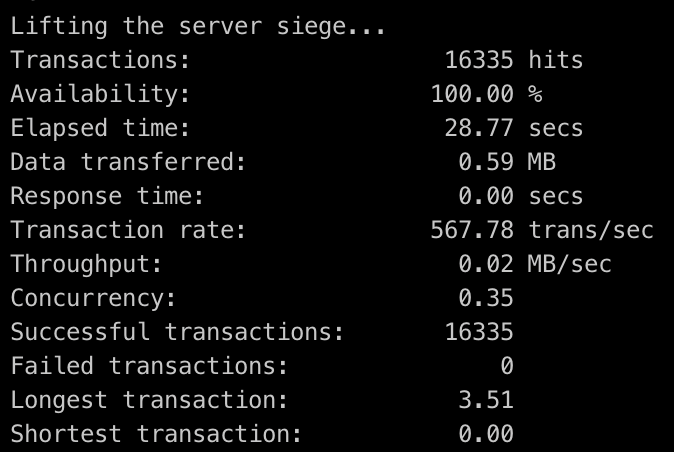 Lifting the server siege...
Transactions: 16335 hits
Availability: 100.00 %
Elapsed time: 28.77 secs
Data transferred: 0.59 MB
Response time: 0.00 secs
Transaction rate: 567.78 trans/sec
Throughput: 0.02 MB/sec
Concurrency: 0.35
Successful transactions: 16335
Failed transactions: 0
Longest transaction: 3.51
Shortest transaction: 0.00